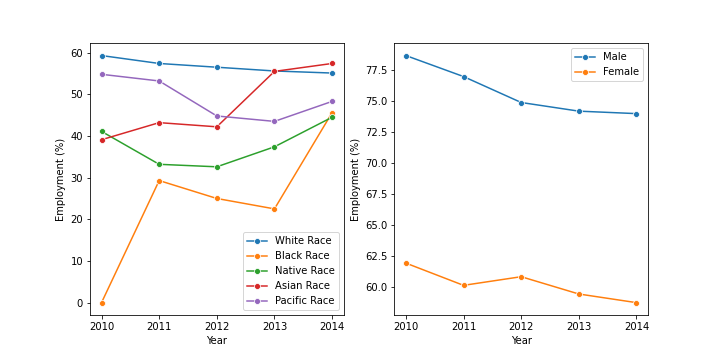 60
50
40
30
20
10
0
Employment (%)
2010 2011 2012 2013 2014
Year
White Race
Black Race
Native Race
Asian Race
Pacific Race
77.5
75.0
72.5
70.0
67.5
65.0
62.5
60.0
Employment (%)
2010 2011 2012 2013 2014
Year
Male
Female